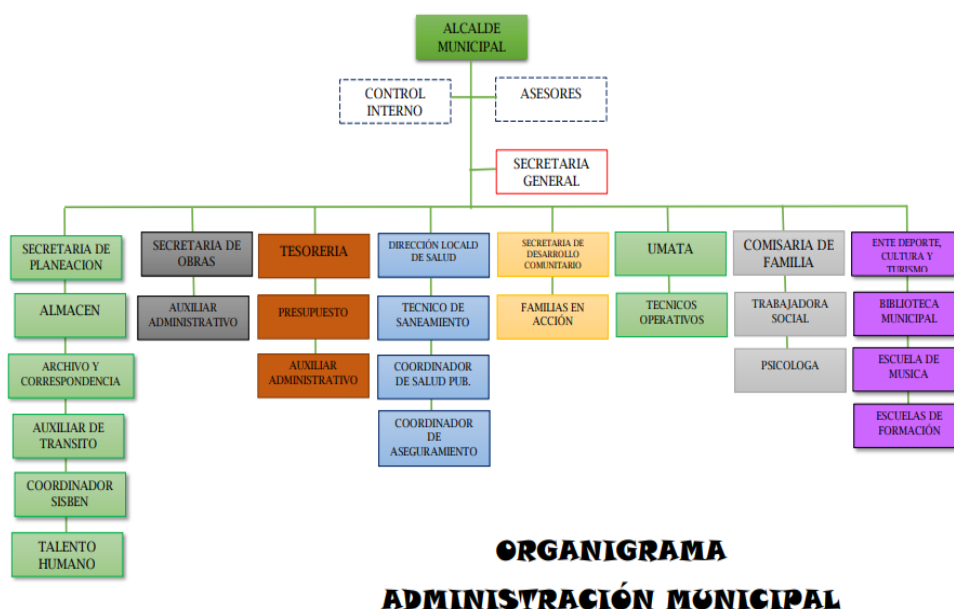 ALCALDE
MUNICIPAL
CONTROL
INTERNO
ASESORES
SECRETARIA
GENERAL
SECRETARIA DE
PLANEACION
ALMACEN
ARCHIVO Y
CORRESPONDENCIA
AUXILIAR DE
TRANSITO
COORDINADOR
SISBEN
TALENTO
HUMANO
SECRETARIA DE
OBRAS
AUXILIAR
ADMINISTRATIVO
TESORERIA
PRESUPUESTO
AUXILIAR
ADMINISTRATIVO
DIRECCIÓN LOCALD
DE SALUD
TECNICO DE
SANEAMIENTO
COORDINADOR
DE SALUD PUB.
COORDINADOR
DE
ASEGURAMIENTO
SECRETARIA DE
DESARROLLO
COMUNITARIO
FAMILIAS EN
ACCIÓN
UMATA
TECNICOS
OPERATIVOS
COMISARIA DE
FAMILIA
TRABAJADORA
SOCIAL
PSICOLOGA
ENTE DEPORTE,
CULTURA Y
TURISMO
BIBLIOTECA
MUNICIPAL
ESCUELA DE
MUSICA
ESCUELAS DE
FORMACIÓN
ORGANIGRAMA
ADMINISTRACIÓN MUNICIPAL